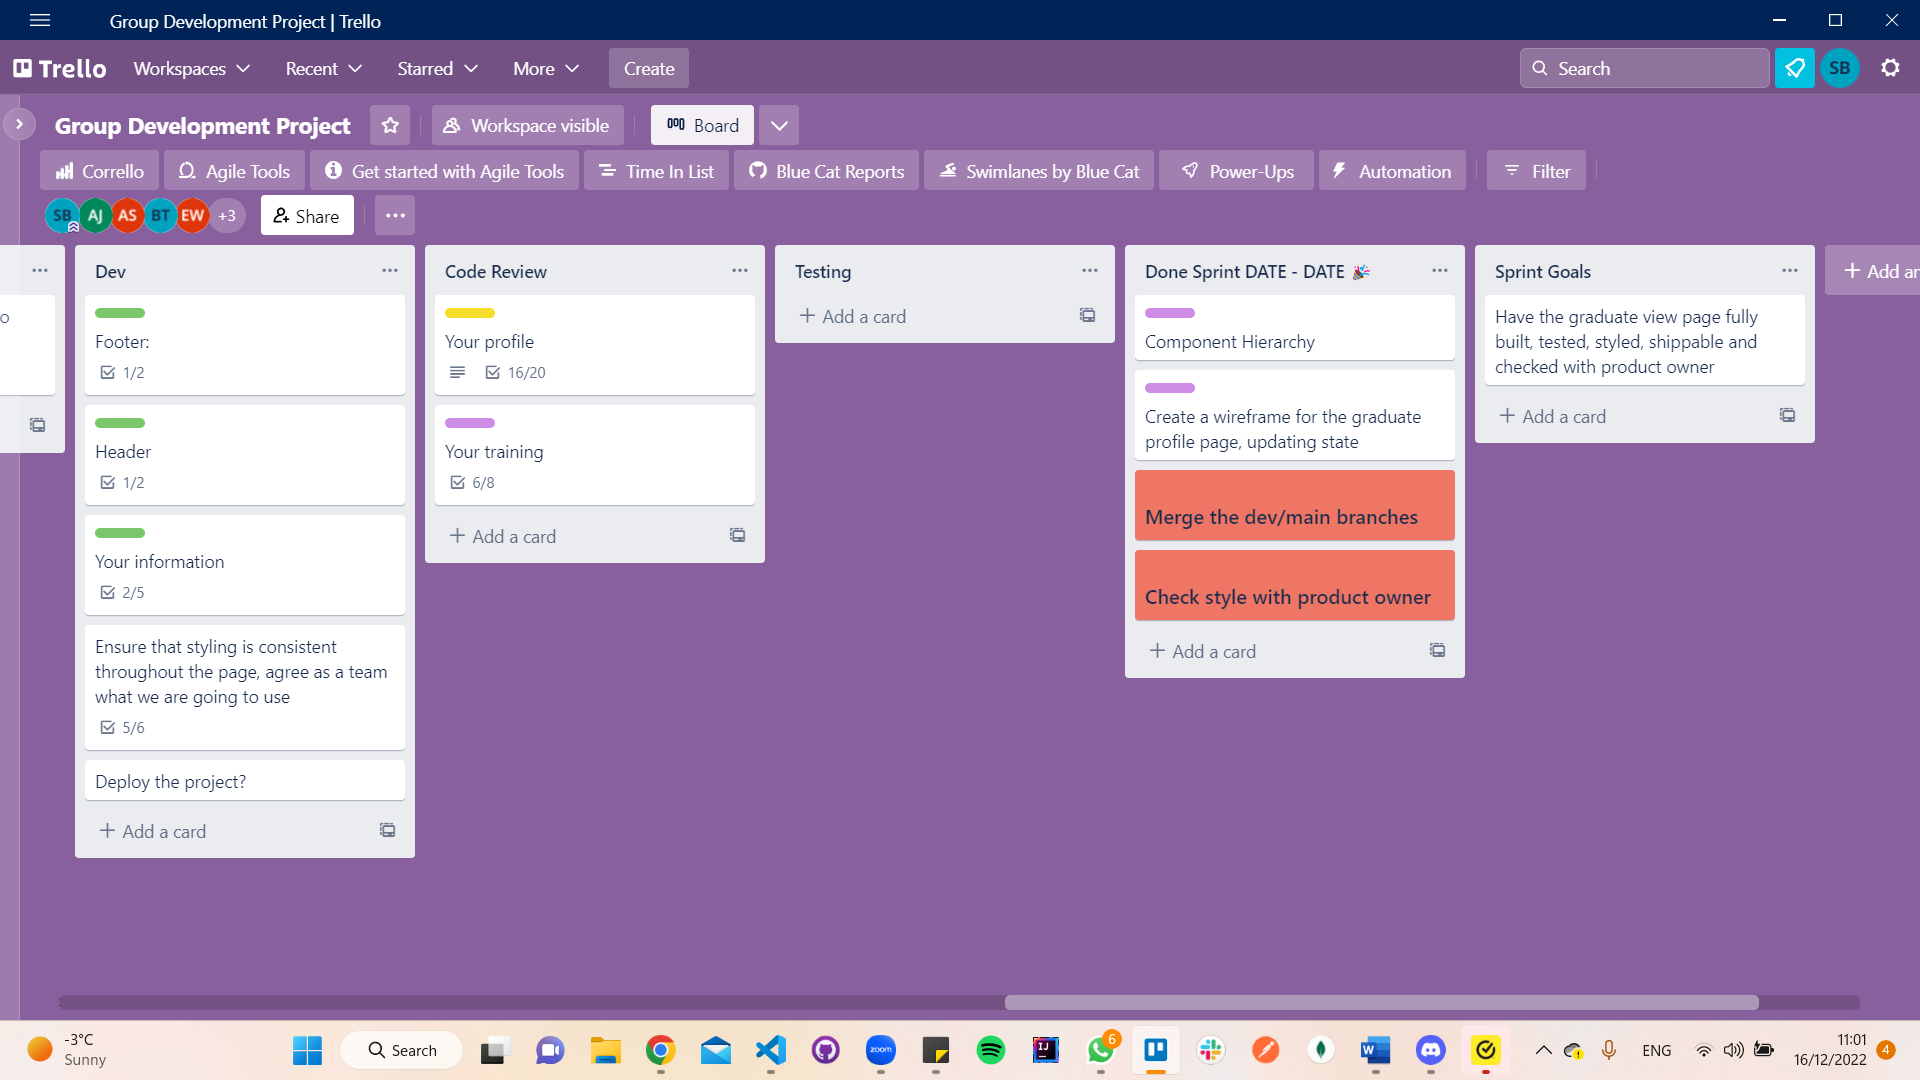 Group Development Project | Trello
Trello
Workspaces
Recent
Starred
More
Create
Search
SB
Group Development Project
Workspace visible
Board
Corrello
Agile Tools
Get started with Agile Tools
Time In List
Blue Cat Reports
Swimlanes by Blue Cat
Power-Ups
Automation
Filter
SB AJ AS BT EW +3
Share
o
Dev
Footer:
1/2
Header
1/2
Your information
2/5
Ensure that styling is consistent
throughout the page, agree as a team
what we are going to use
5/6
Deploy the project?
+ Add a card
Code Review
Your profile
16/20
Your training
6/8
+ Add a card
Testing
+ Add a card
Done Sprint DATE - DATE 🎉
Component Hierarchy
Create a wireframe for the graduate
profile page, updating state
Merge the dev/main branches
Check style with product owner
+ Add a card
Sprint Goals
Have the graduate view page fully
built, tested, styled, shippable and
checked with product owner
+ Add a card
+ Add an
-3°C
Sunny
Search
zoom
IJ
6
W
ENG
11:01
16/12/2022
4